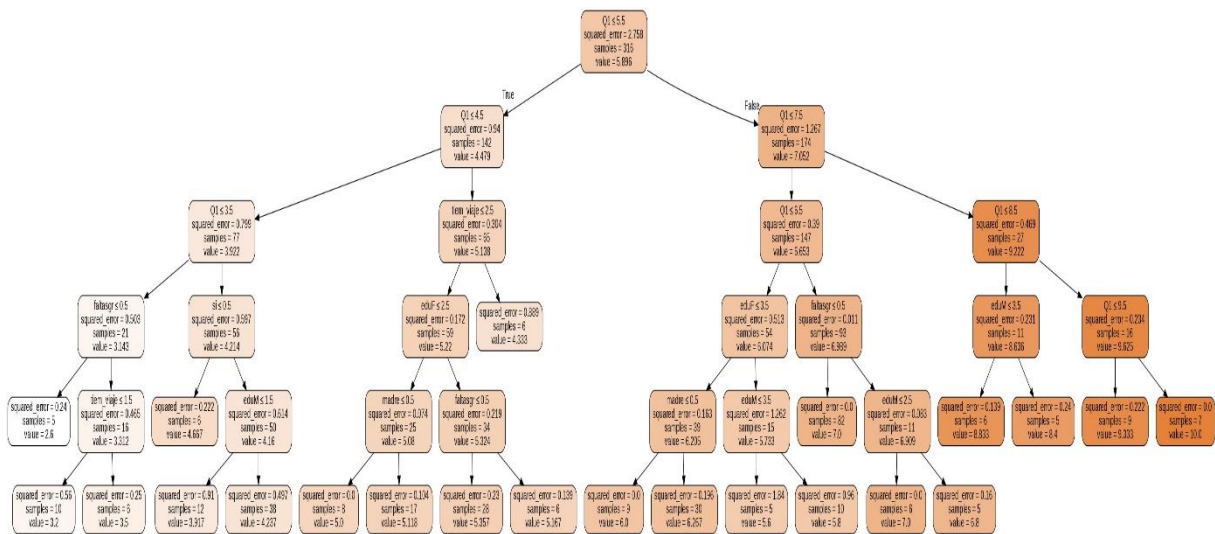 Q1 ≤ 5.5
squared_error = 2.758
samples = 316
value = 5.896
True
False
Q1 ≤ 4.5
squared_error = 0.94
samples = 142
value = 4.479
Q1 ≤ 7.5
squared_error = 1.267
samples = 174
value = 7.052
Q1 ≤ 3.5
squared_error = 0.799
samples = 77
value = 3.922
tiem_viaje ≤ 2.5
squared_error = 0.304
samples = 65
value = 5.138
Q1 ≤ 6.5
squared_error = 0.39
samples = 147
value = 6.653
Q1 ≤ 8.5
squared_error = 0.469
samples = 27
value = 9.222
faltasgr ≤ 0.5
squared_error = 0.503
samples = 21
value = 3.143
si ≤ 0.5
squared_error = 0.597
samples = 56
value = 4.214
eduF ≤ 2.5
squared_error = 0.172
samples = 59
value = 5.22
squared_error = 0.889
samples = 6
value = 4.333
eduF ≤ 3.5
squared_error = 0.513
samples = 54
value = 6.074
faltasgr ≤ 0.5
squared_error = 0.011
samples = 93
value = 6.989
eduM ≤ 3.5
squared_error = 0.231
samples = 11
value = 8.636
Q1 ≤ 9.5
squared_error = 0.234
samples = 16
value = 9.625
squared_error = 0.24
samples = 5
value = 2.6
tiem_viaje ≤ 1.5
squared_error = 0.465
samples = 16
value = 3.312
squared_error = 0.222
samples = 6
value = 4.667
eduM ≤ 1.5
squared_error = 0.614
samples = 50
value = 4.16
madre ≤ 0.5
squared_error = 0.074
samples = 25
value = 5.08
faltasgr ≤ 0.5
squared_error = 0.219
samples = 34
value = 5.324
madre ≤ 0.5
squared_error = 0.163
samples = 39
value = 6.205
eduM ≤ 3.5
squared_error = 1.262
samples = 15
value = 5.733
squared_error = 0.0
samples = 82
value = 7.0
eduM ≤ 2.5
squared_error = 0.083
samples = 11
value = 6.909
squared_error = 0.139
samples = 6
value = 8.833
squared_error = 0.24
samples = 5
value = 8.4
squared_error = 0.222
samples = 9
value = 9.333
squared_error = 0.0
samples = 7
value = 10.0
squared_error = 0.56
samples = 10
value = 3.2
squared_error = 0.25
samples = 6
value = 3.5
squared_error = 0.91
samples = 12
value = 3.917
squared_error = 0.497
samples = 38
value = 4.237
squared_error = 0.0
samples = 8
value = 5.0
squared_error = 0.104
samples = 17
value = 5.118
squared_error = 0.23
samples = 28
value = 5.357
squared_error = 0.139
samples = 6
value = 5.167
squared_error = 0.0
samples = 9
value = 6.0
squared_error = 0.196
samples = 30
value = 6.267
squared_error = 1.84
samples = 5
value = 5.6
squared_error = 0.96
samples = 10
value = 5.8
squared_error = 0.0
samples = 6
value = 7.0
squared_error = 0.16
samples = 5
value = 6.8